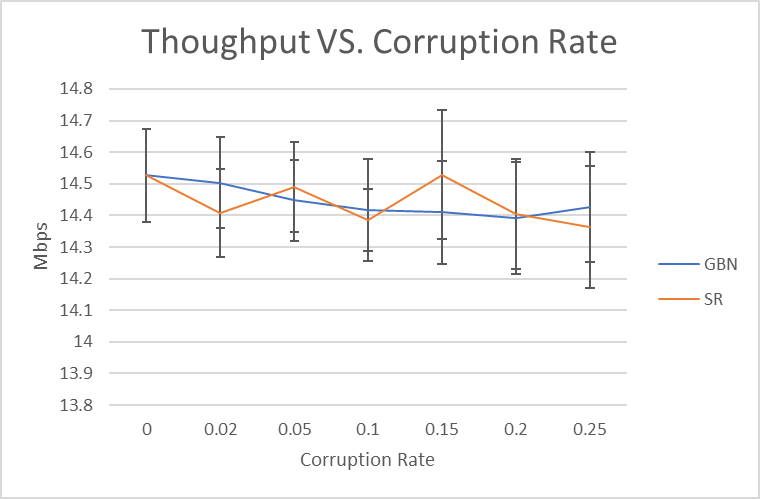 Thoughput VS. Corruption Rate
14.8
14.7
14.6
14.5
14.4
14.3
14.2
14.1
14
13.9
13.8
Mbps
0 0.02 0.05 0.1 0.15 0.2 0.25
Corruption Rate
GBN
SR